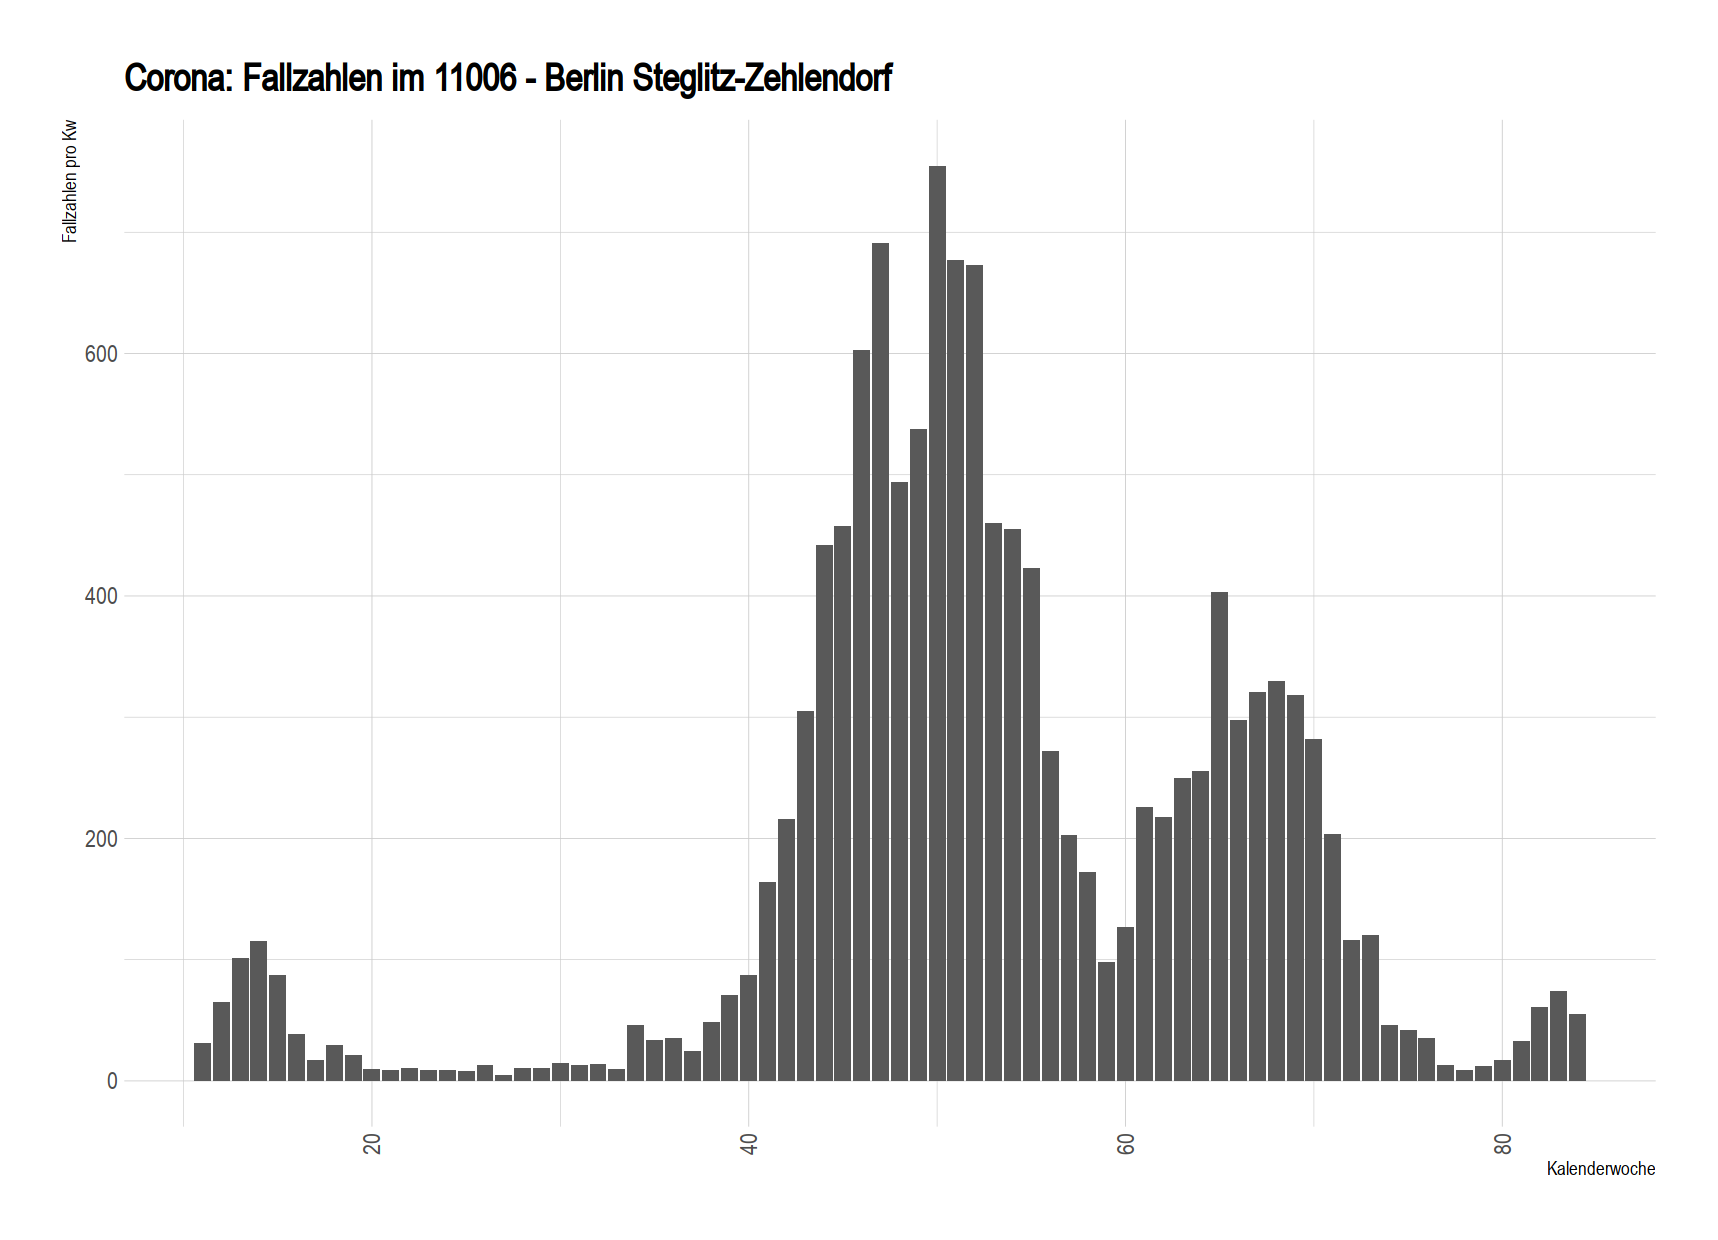 Corona: Fallzahlen im 11006 - Berlin Steglitz-Zehlendorf
Fallzahlen pro Kw
600
400
200
0
20
40
60
80
Kalenderwoche